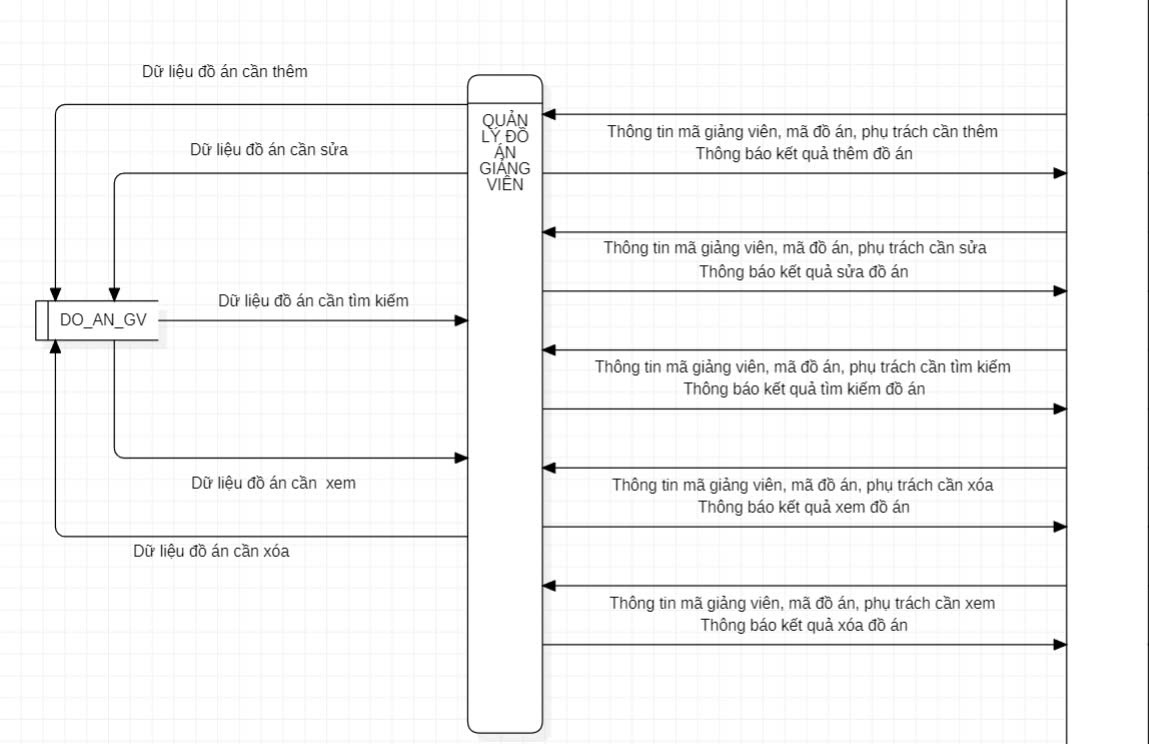 Dữ liệu đồ án cần thêm
Dữ liệu đồ án cần sửa
DO_AN_GV
Dữ liệu đồ án cần tìm kiếm
Dữ liệu đồ án cần xem
Dữ liệu đồ án cần xóa
QUẢN
LÝ ĐỒ
ÁN
GIẢNG
VIÊN
Thông tin mã giảng viên, mã đồ án, phụ trách cần thêm
Thông báo kết quả thêm đồ án
Thông tin mã giảng viên, mã đồ án, phụ trách cần sửa
Thông báo kết quả sửa đồ án
Thông tin mã giảng viên, mã đồ án, phụ trách cần tìm kiếm
Thông báo kết quả tìm kiếm đồ án
Thông tin mã giảng viên, mã đồ án, phụ trách cần xóa
Thông báo kết quả xem đồ án
Thông tin mã giảng viên, mã đồ án, phụ trách cần xem
Thông báo kết quả xóa đồ án